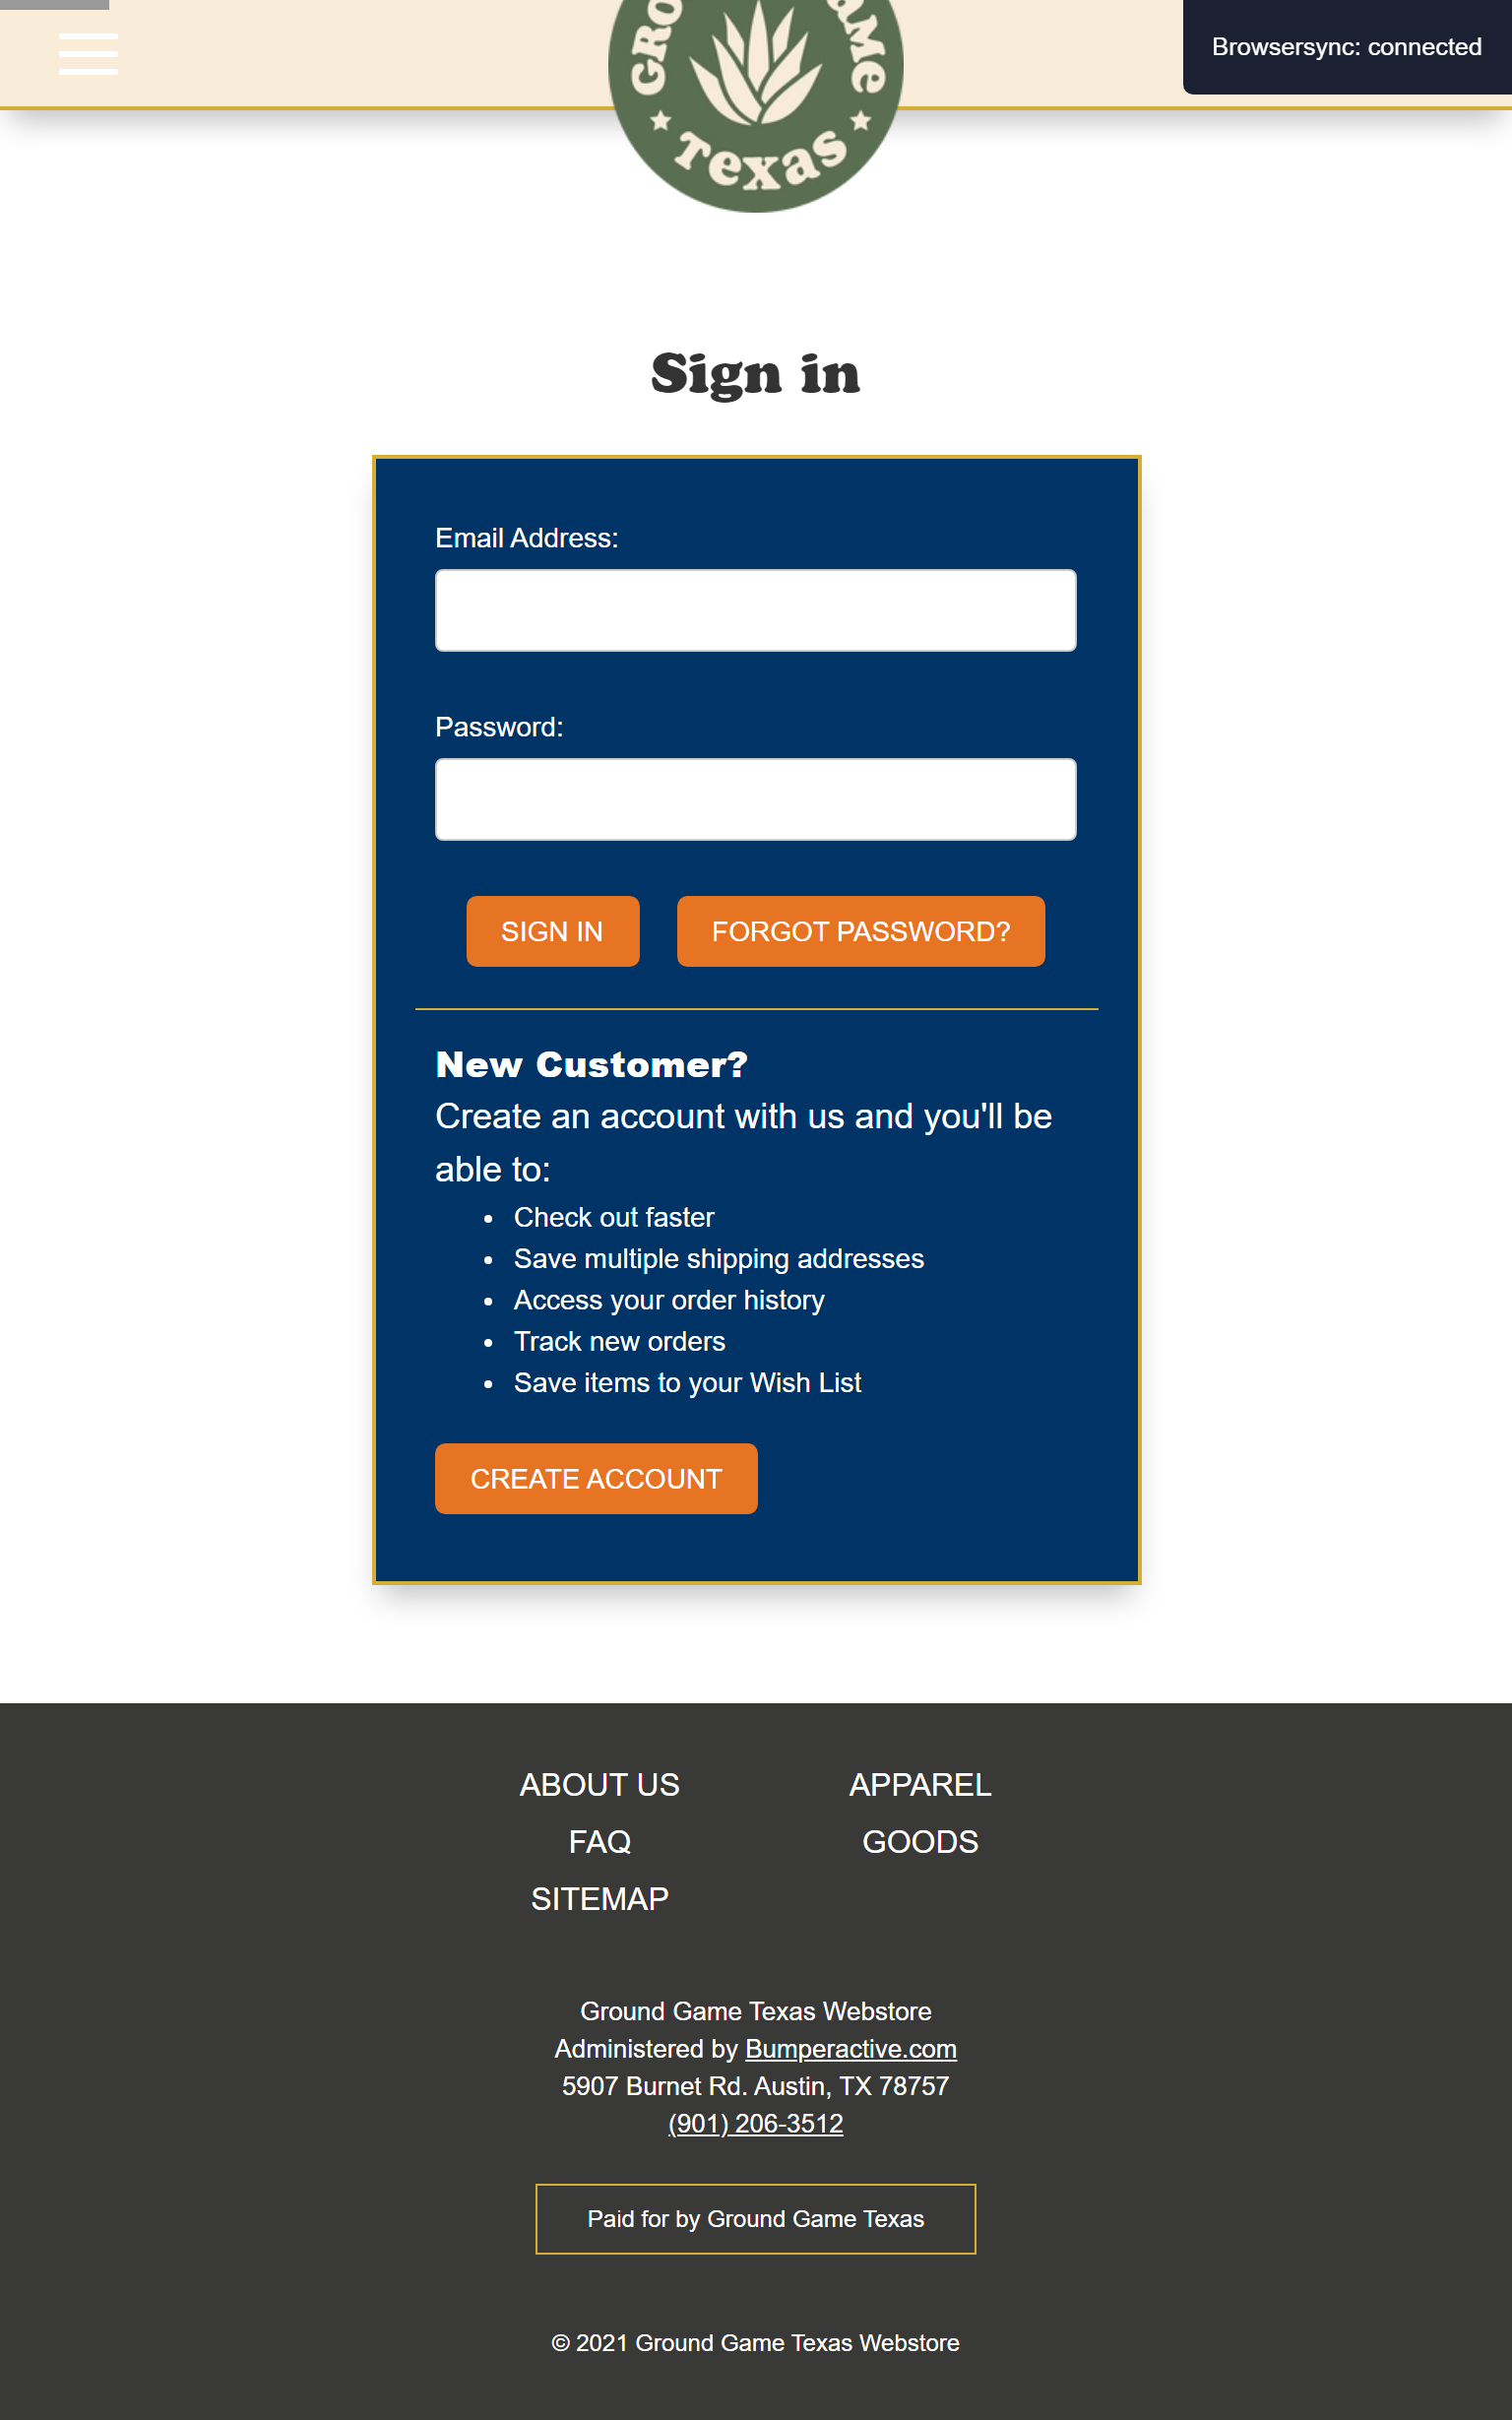 Browsersync: connected
Texas
Sign in
Email Address:
Password:
SIGN IN
FORGOT PASSWORD?
New Customer?
Create an account with us and you'll be
able to:
• Check out faster
• Save multiple shipping addresses
• Access your order history
• Track new orders
• Save items to your Wish List
CREATE ACCOUNT
ABOUT US
FAQ
SITEMAP
APPAREL
GOODS
Ground Game Texas Webstore
Administered by Bumperactive.com
5907 Burnet Rd. Austin, TX 78757
(901) 206-3512
Paid for by Ground Game Texas
© 2021 Ground Game Texas Webstore